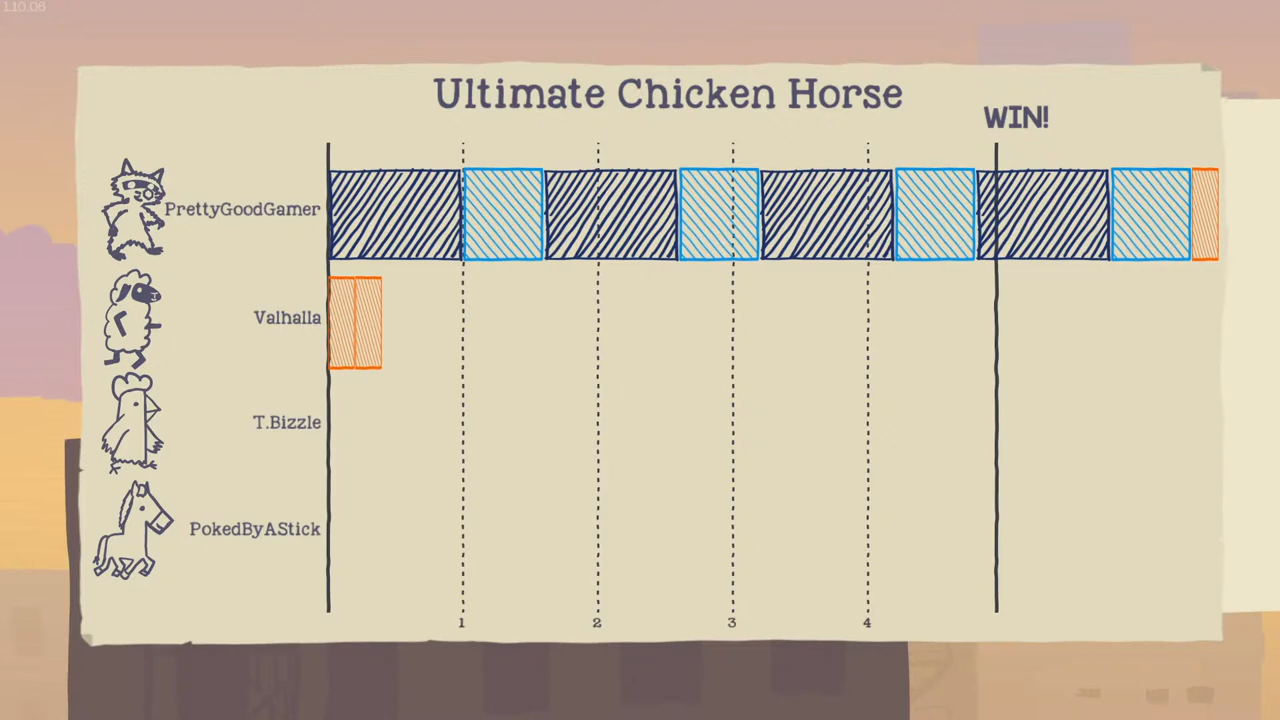 1.10.06
Ultimate Chicken Horse
WIN!
PrettyGoodGamer
Valhalla
T.Bizzle
PokedByAStick
1 2 3 4